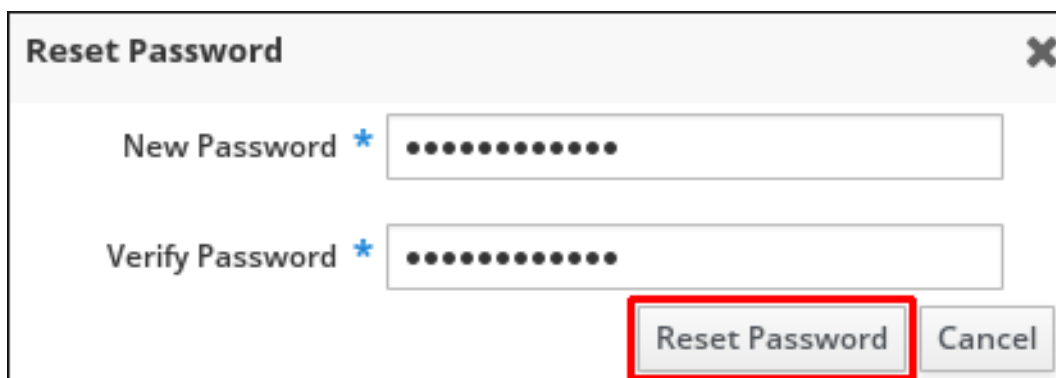 Reset Password ✖
New Password * ••••••••••••
Verify Password * ••••••••••••
Reset Password Cancel